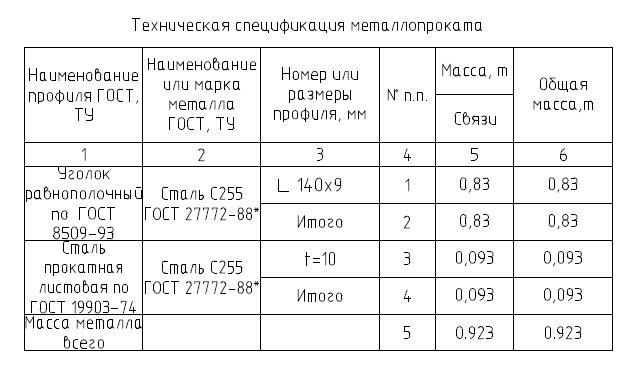 Техническая спецификация металлопроката
Наименование
профиля ГОСТ,
ТУ
Наименование
или марка
металла
ГОСТ, ТУ
Номер или
размеры
профиля, мм
N° п.п.
Масса, т
Связи
Общая
масса,т
1 2 3 4 5 6
Уголок
равнополочный
по ГОСТ
8509-93
Сталь С255
ГОСТ 27772-88*
∟ 140х9 1 0,83 0,83
Итого 2 0,83 0,83
Сталь
прокатная
листовая по
ГОСТ 19903-74
Сталь С255
ГОСТ 27772-88*
t=10 3 0,093 0,093
Итого 4 0,093 0,093
Масса металла
всего
5 0.923 0.923